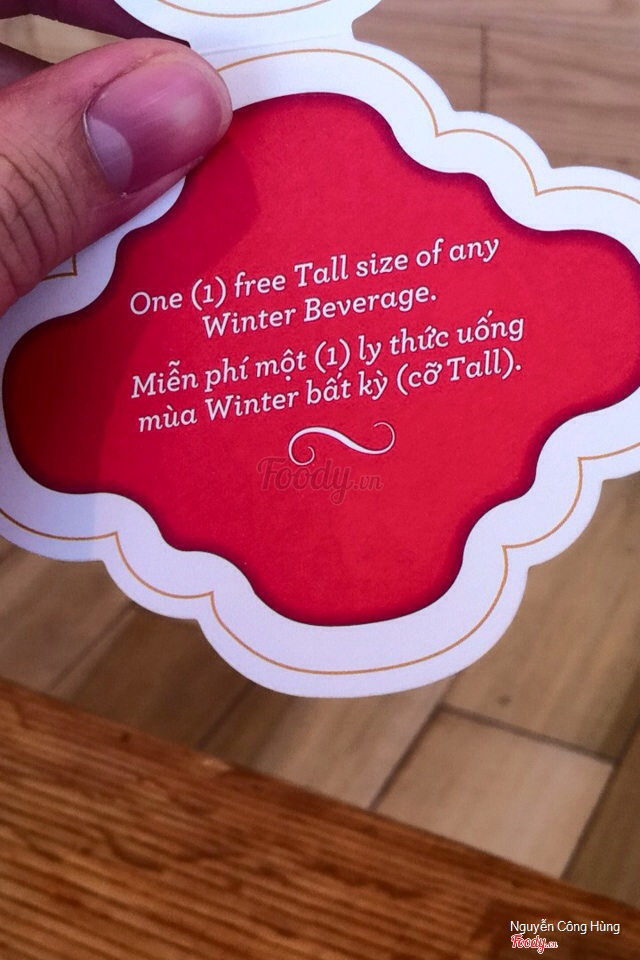 One (1) free Tall size of any
Winter Beverage.
Miễn phí một (1) ly thức uống
mùa Winter bất kỳ (cỡ Tall).
Foody.vn
Nguyễn Công Hùng
Foody.vn